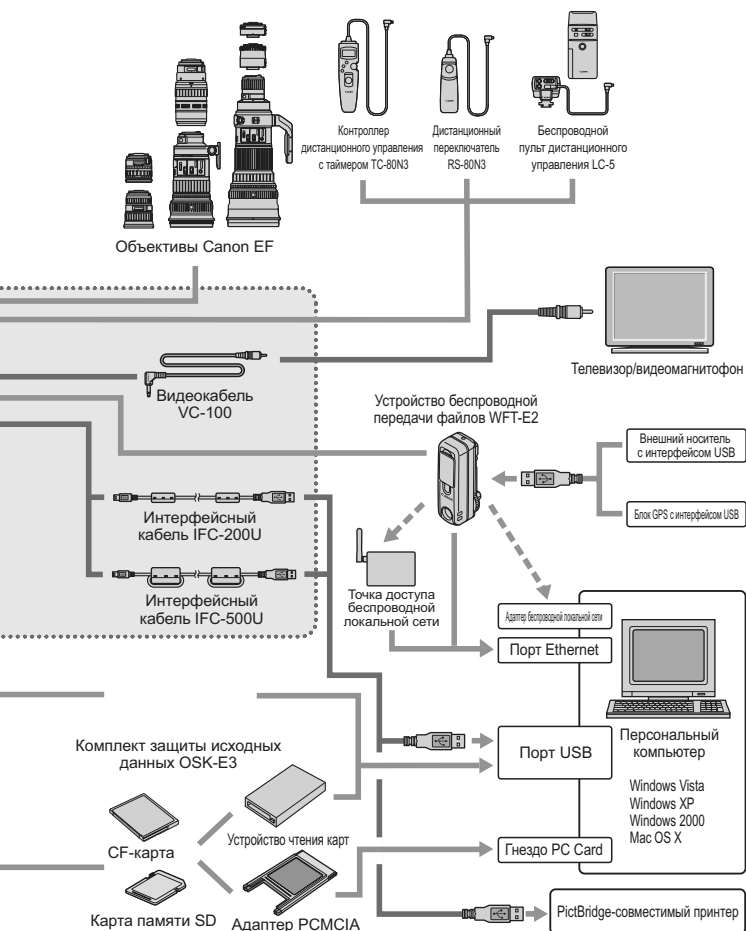 Контроллер
дистанционного управления
с таймером TC-80N3
Дистанционный
переключатель
RS-80N3
Беспроводной
пульт дистанционного
управления LC-5
Объективы Canon EF
Телевизор/видеомагнитофон
Видеокабель
VC-100
Устройство беспроводной
передачи файлов WFT-E2
Внешний носитель
с интерфейсом USB
Блок GPS с интерфейсом USB
Интерфейсный
кабель IFC-200U
Интерфейсный
кабель IFC-500U
Точка доступа
беспроводной
локальной сети
Адаптер беспроводной локальной сети
Порт Ethernet
Персональный
компьютер
Windows Vista
Windows XP
Windows 2000
Mac OS X
Порт USB
Комплект защиты исходных
данных OSK-E3
CF-карта
Устройство чтения карт
Гнездо PC Card
Карта памяти SD
Адаптер PCMCIA
PictBridge-совместимый принтер